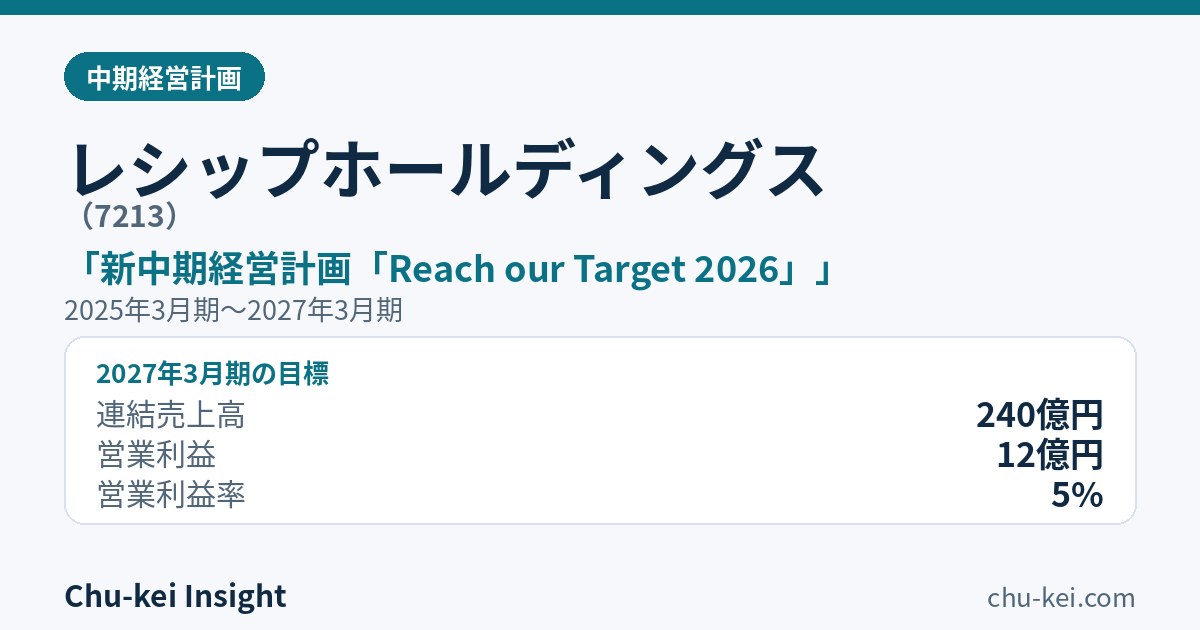 中期経営計画
レシップホールディングス
（7213）
「新中期経営計画「Reach our Target 2026」」
2025年3月期〜2027年3月期
2027年3月期の目標
連結売上高 240億円
営業利益 12億円
営業利益率 5%
Chu-kei Insight chu-kei.com